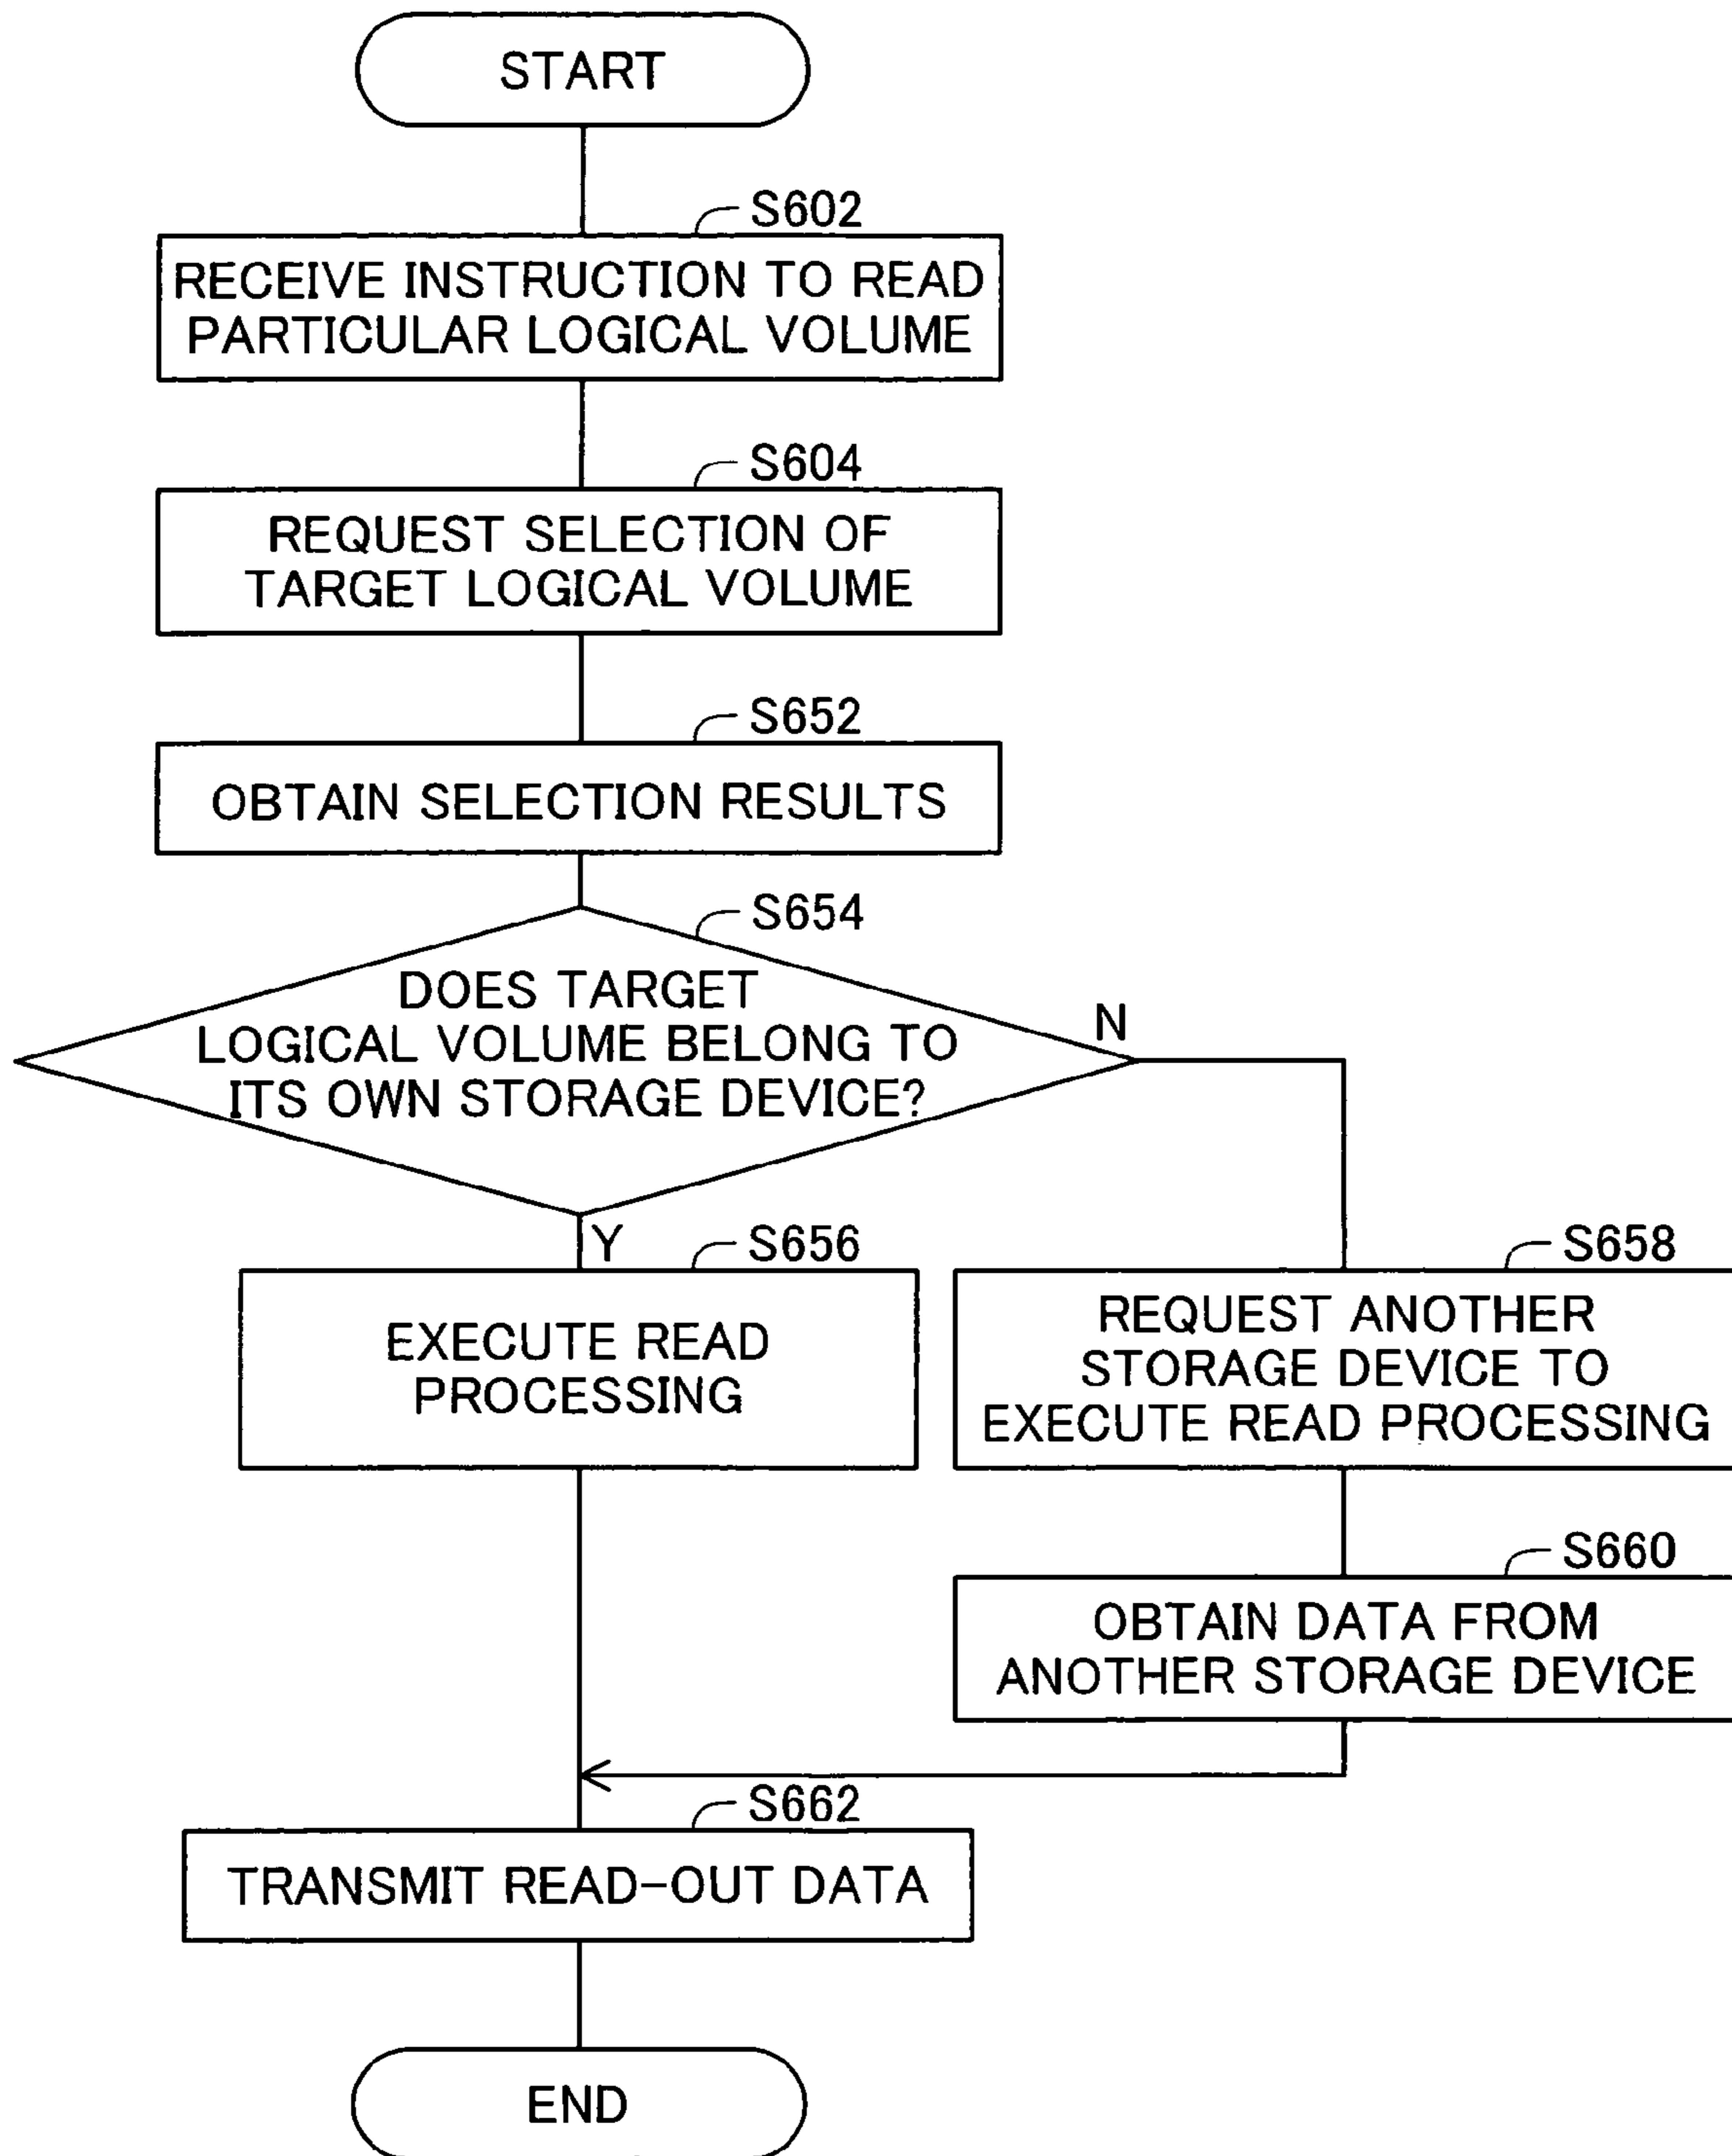 START
S602
RECEIVE INSTRUCTION TO READ
PARTICULAR LOGICAL VOLUME
S604
REQUEST SELECTION OF
TARGET LOGICAL VOLUME
S652
OBTAIN SELECTION RESULTS
S654
DOES TARGET
LOGICAL VOLUME BELONG TO
ITS OWN STORAGE DEVICE?
N
Y
S656
EXECUTE READ
PROCESSING
S658
REQUEST ANOTHER
STORAGE DEVICE TO
EXECUTE READ PROCESSING
S660
OBTAIN DATA FROM
ANOTHER STORAGE DEVICE
S662
TRANSMIT READ-OUT DATA
END